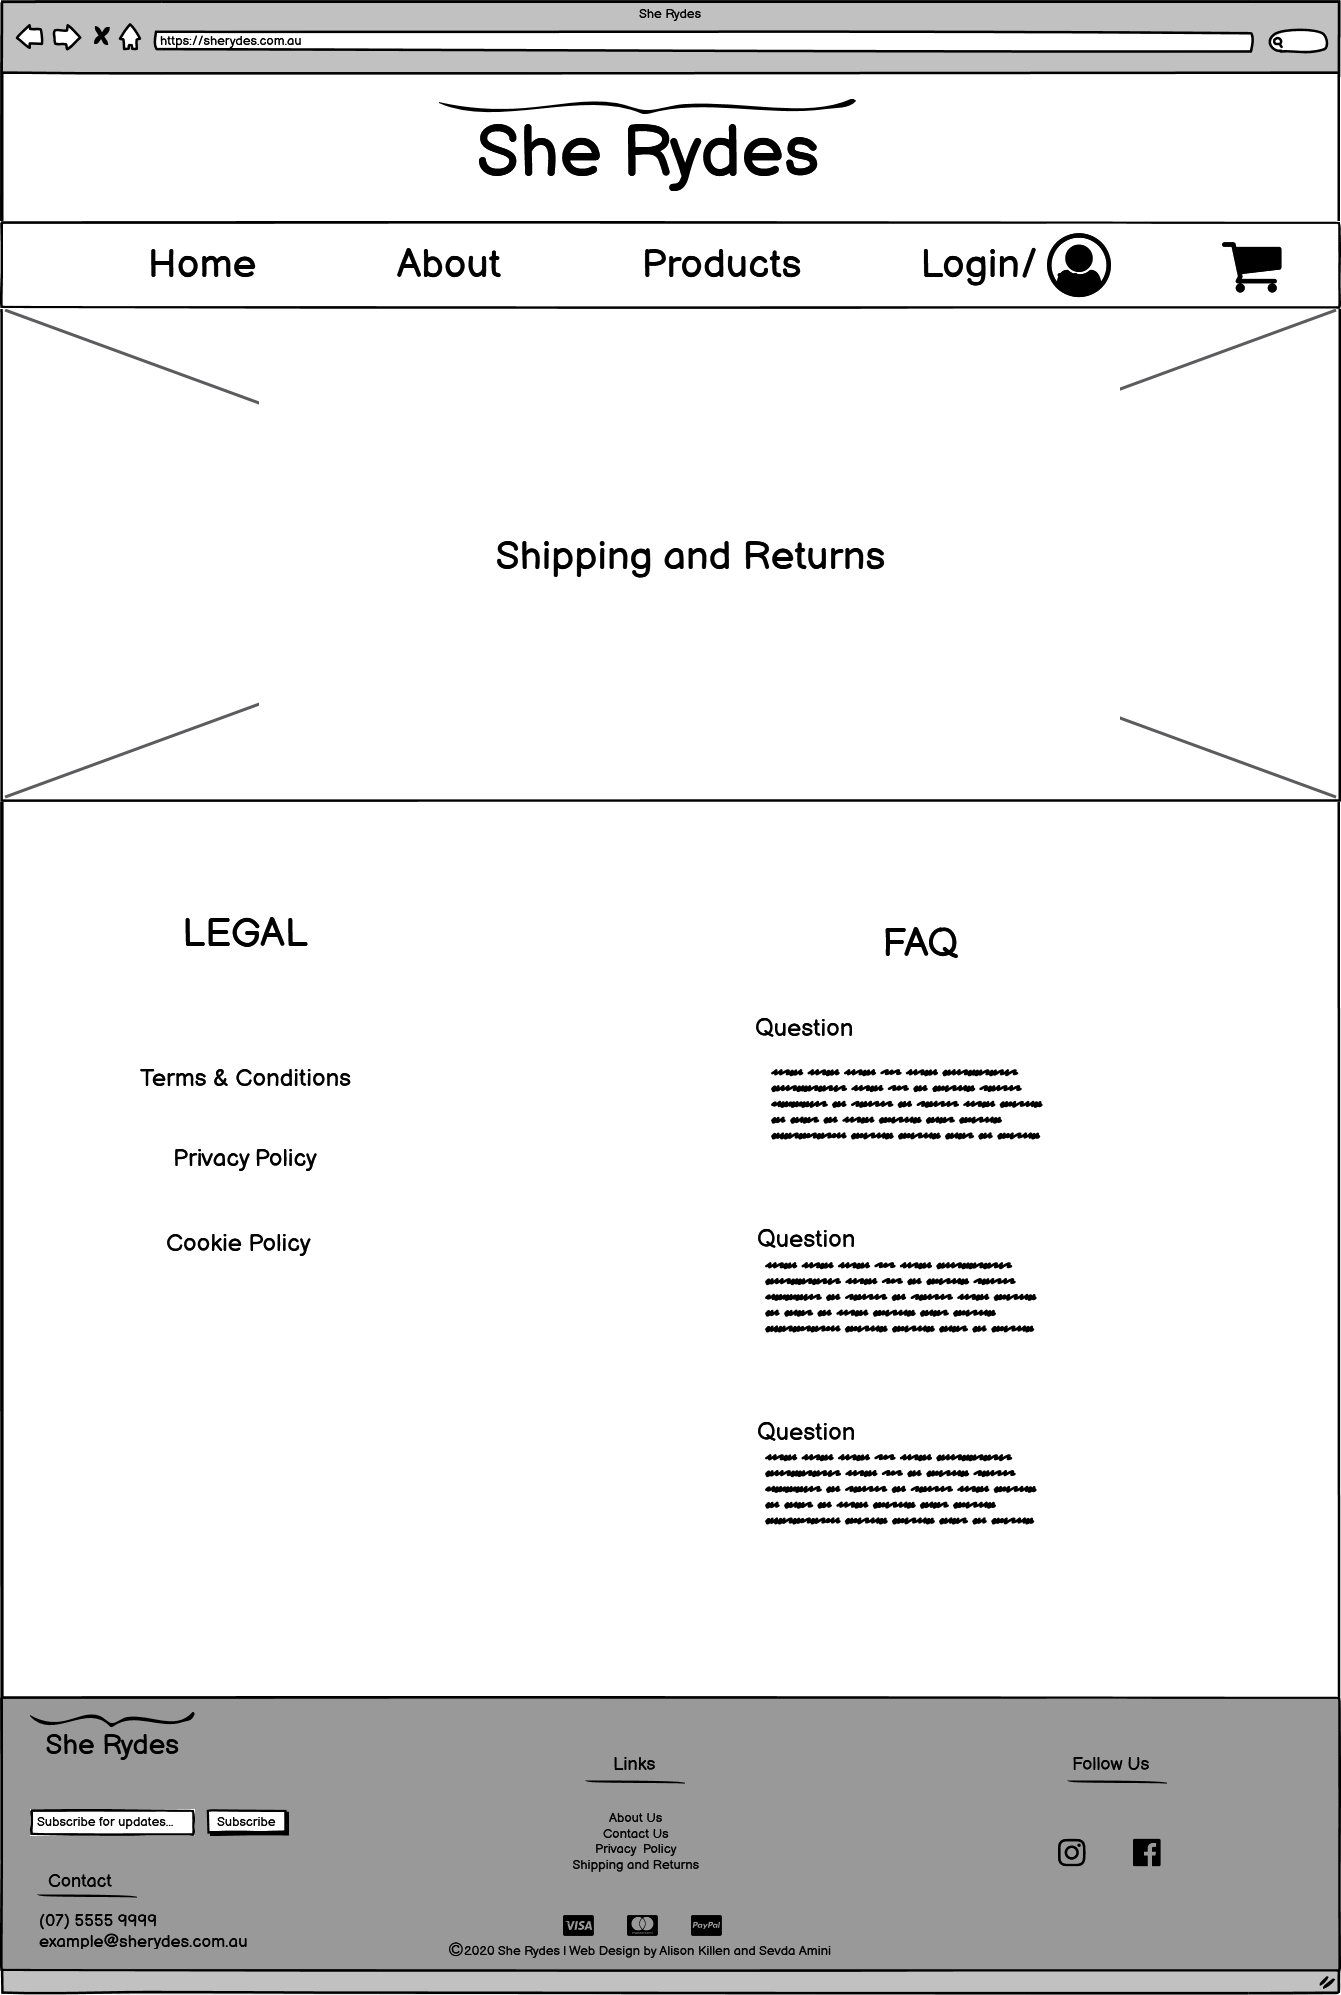 She Rydes
https://sherydes.com.au
She Rydes
Home
About
Products
Login/
Shipping and Returns
LEGAL
Terms & Conditions
Privacy Policy
Cookie Policy
FAQ
Question
Question
Question
She Rydes
Subscribe for updates...
Subscribe
Contact
(07) 5555 9999
example@sherydes.com.au
Links
About Us
Contact Us
Privacy Policy
Shipping and Returns
VISA
PayPal
©2020 She Rydes | Web Design by Alison Killen and Sevda Amini
Follow Us